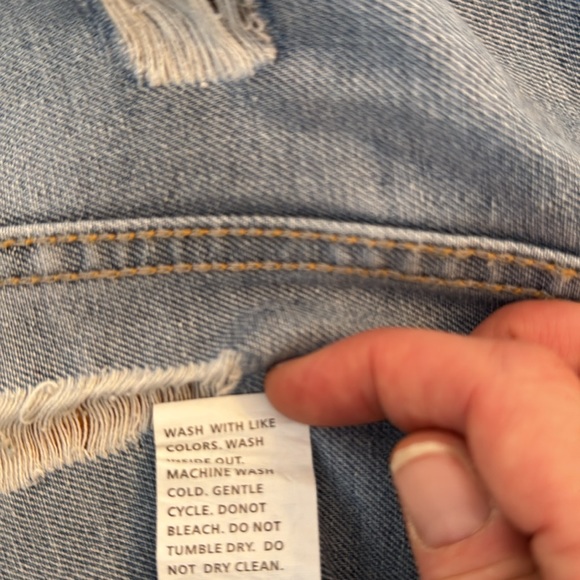 WASH WITH LIKE
COLORS. WASH
INSIDE OUT.
MACHINE WASH
COLD. GENTLE
CYCLE. DONOT
BLEACH. DO NOT
TUMBLE DRY. DO
NOT DRY CLEAN.